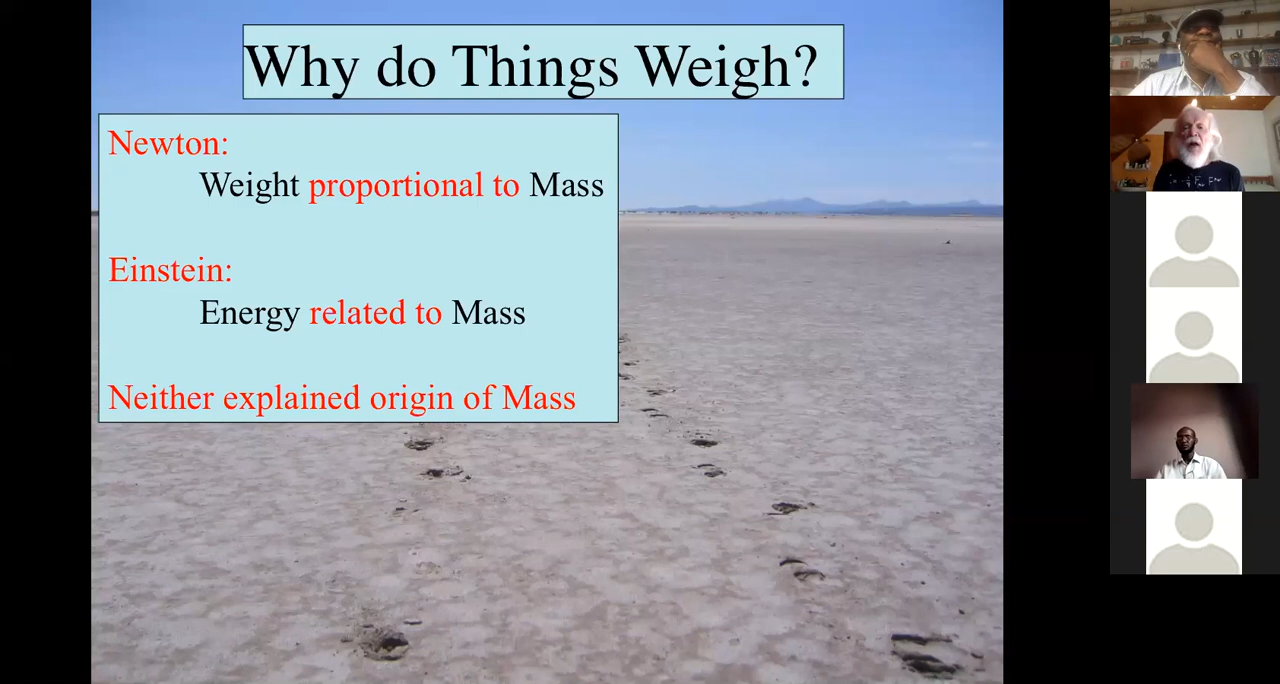 Why do Things Weigh?
Newton:
Weight proportional to Mass
Einstein:
Energy related to Mass
Neither explained origin of Mass